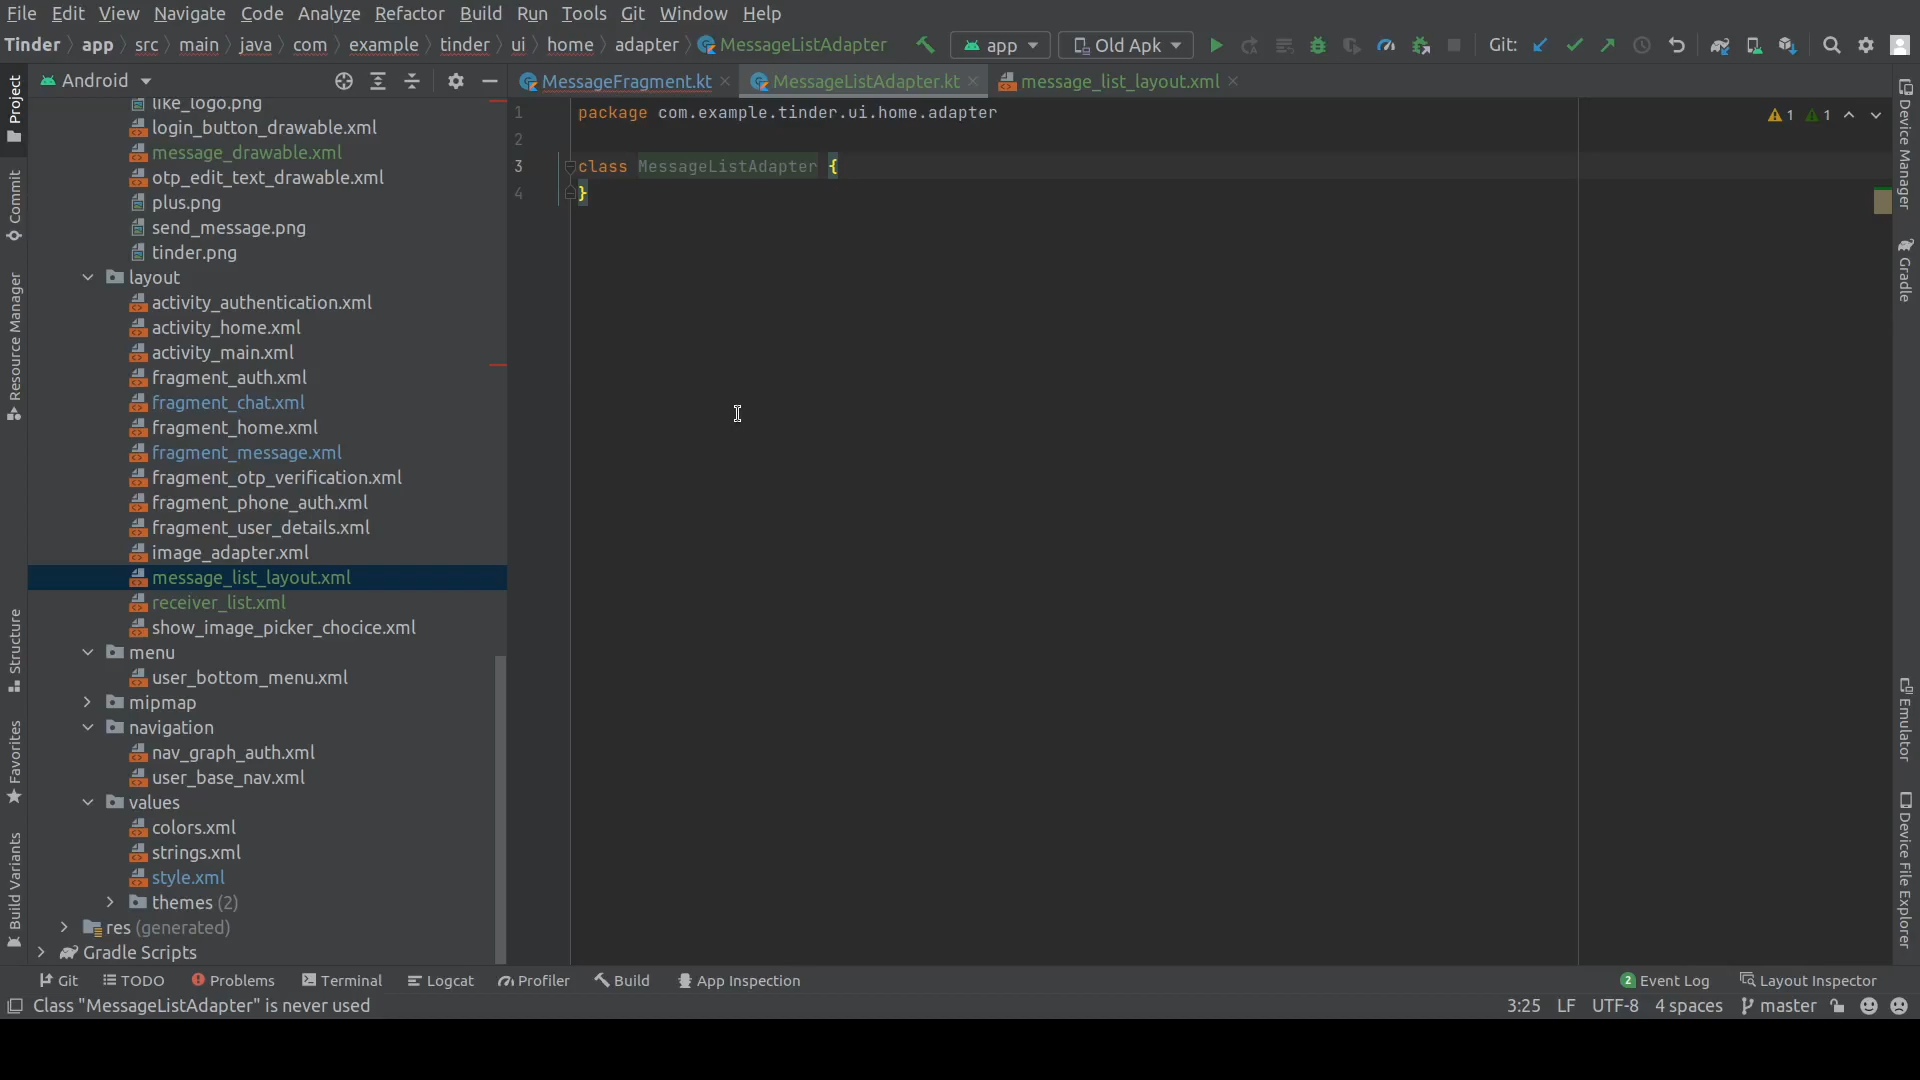 File Edit View Navigate Code Analyze Refactor Build Run Tools Git Window Help
Tinder app src main java com example tinder ui home adapter MessageListAdapter app Old Apk Git:
Android
MessageFragment.kt MessageListAdapter.kt message_list_layout.xml
Project
Commit
Resource Manager
Structure
Favorites
Build Variants
like_logo.png
login_button_drawable.xml
message_drawable.xml
otp_edit_text_drawable.xml
plus.png
send_message.png
tinder.png
layout
activity_authentication.xml
activity_home.xml
activity_main.xml
fragment_auth.xml
fragment_chat.xml
fragment_home.xml
fragment_message.xml
fragment_otp_verification.xml
fragment_phone_auth.xml
fragment_user_details.xml
image_adapter.xml
message_list_layout.xml
receiver_list.xml
show_image_picker_chocice.xml
menu
user_bottom_menu.xml
mipmap
navigation
nav_graph_auth.xml
user_base_nav.xml
values
colors.xml
strings.xml
style.xml
themes (2)
res (generated)
Gradle Scripts
1 package com.example.tinder.ui.home.adapter
2
3 class MessageListAdapter {
4 }
1 1
Device Manager
Gradle
Emulator
Device File Explorer
Git TODO Problems Terminal Logcat Profiler Build App Inspection 2 Event Log Layout Inspector
Class "MessageListAdapter" is never used 3:25 LF UTF-8 4 spaces master